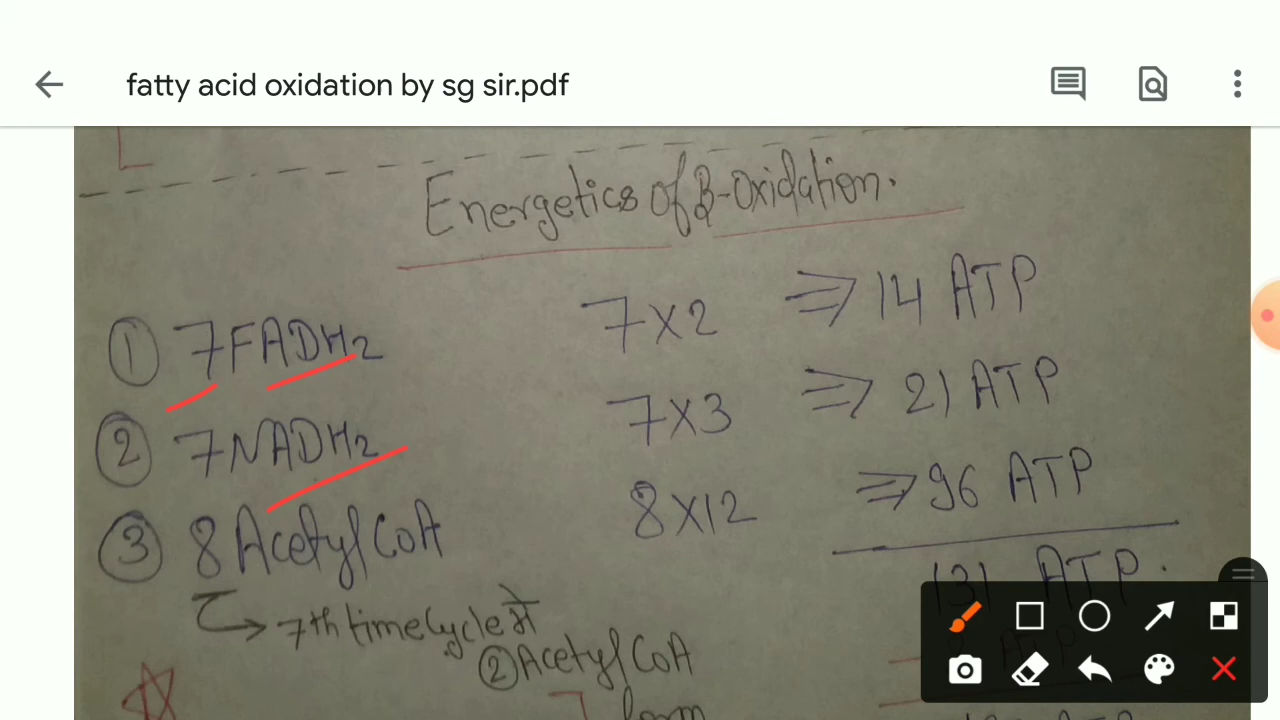 fatty acid oxidation by sg sir.pdf
Energetics of β-Oxidation.
① 7FADH₂ 7×2 ⇒ 14 ATP
② 7NADH₂ 7×3 ⇒ 21 ATP
③ 8 Acetyl CoA 8×12 ⇒ 96 ATP
131 ATP.
→ 7th time Cycle में
② Acetyl CoA
form